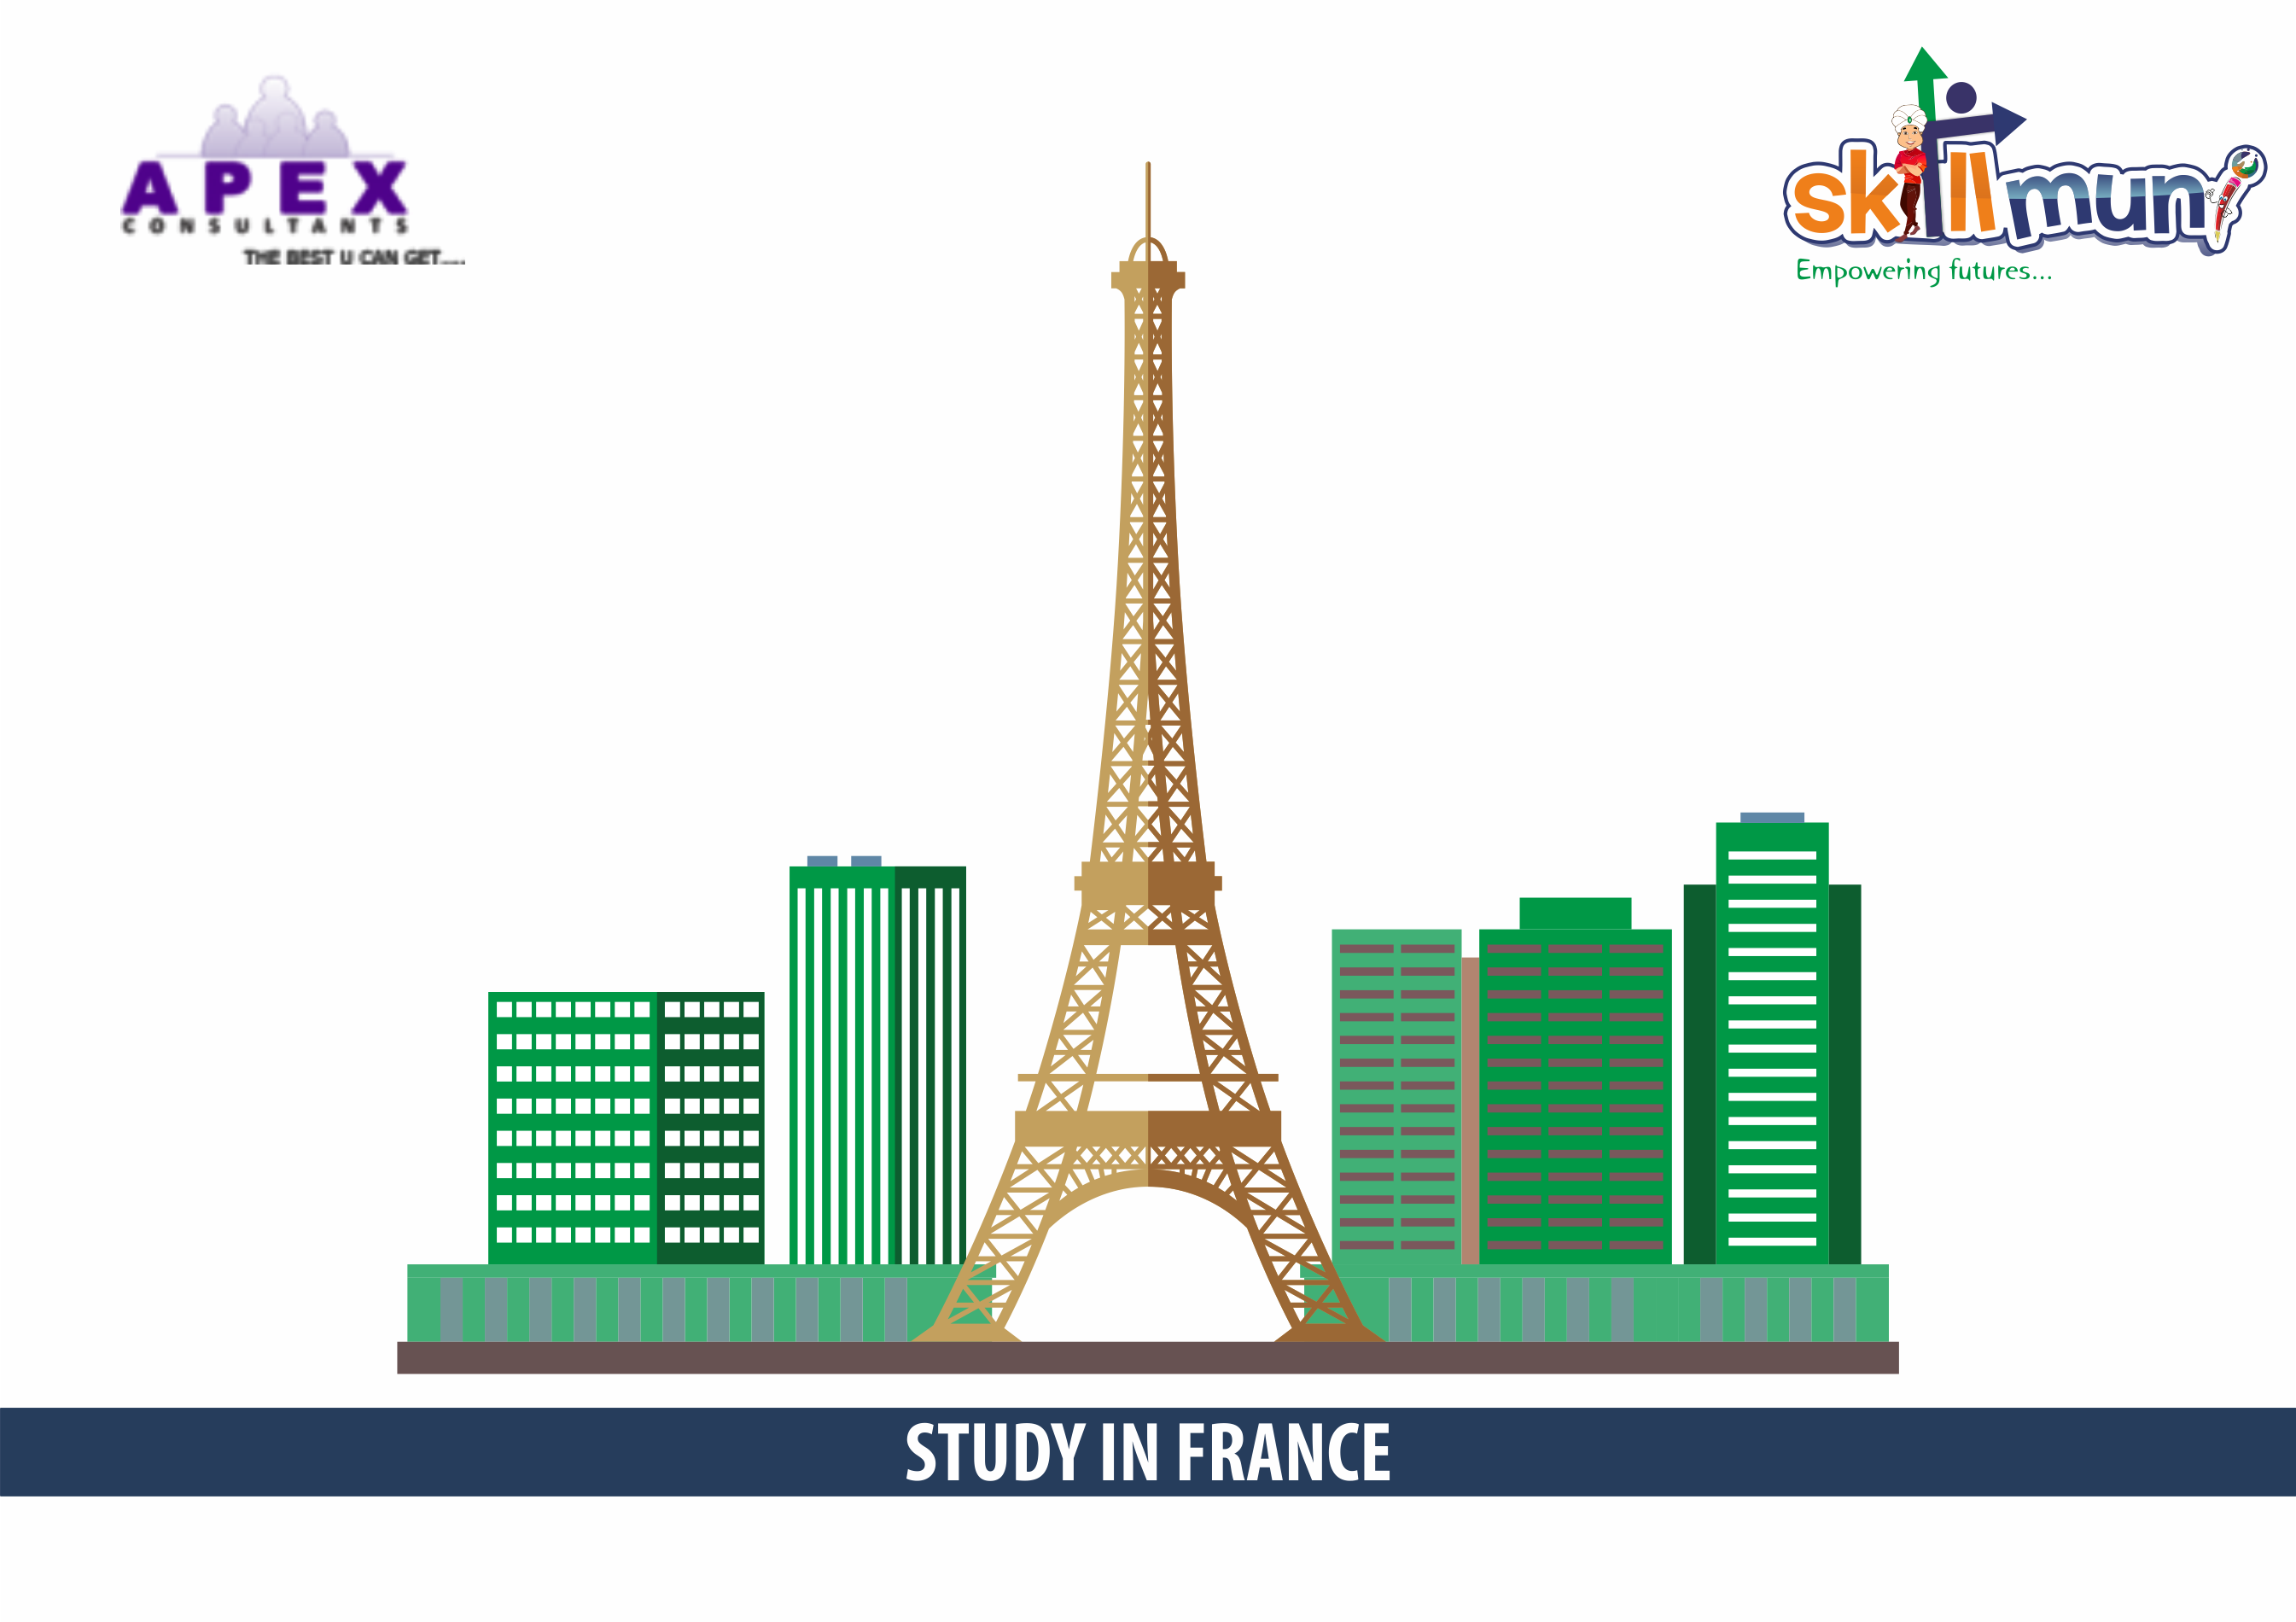 APEX
CONSULTANTS
THE BEST U CAN GET....
skillmuni
Empowering futures...
STUDY IN FRANCE